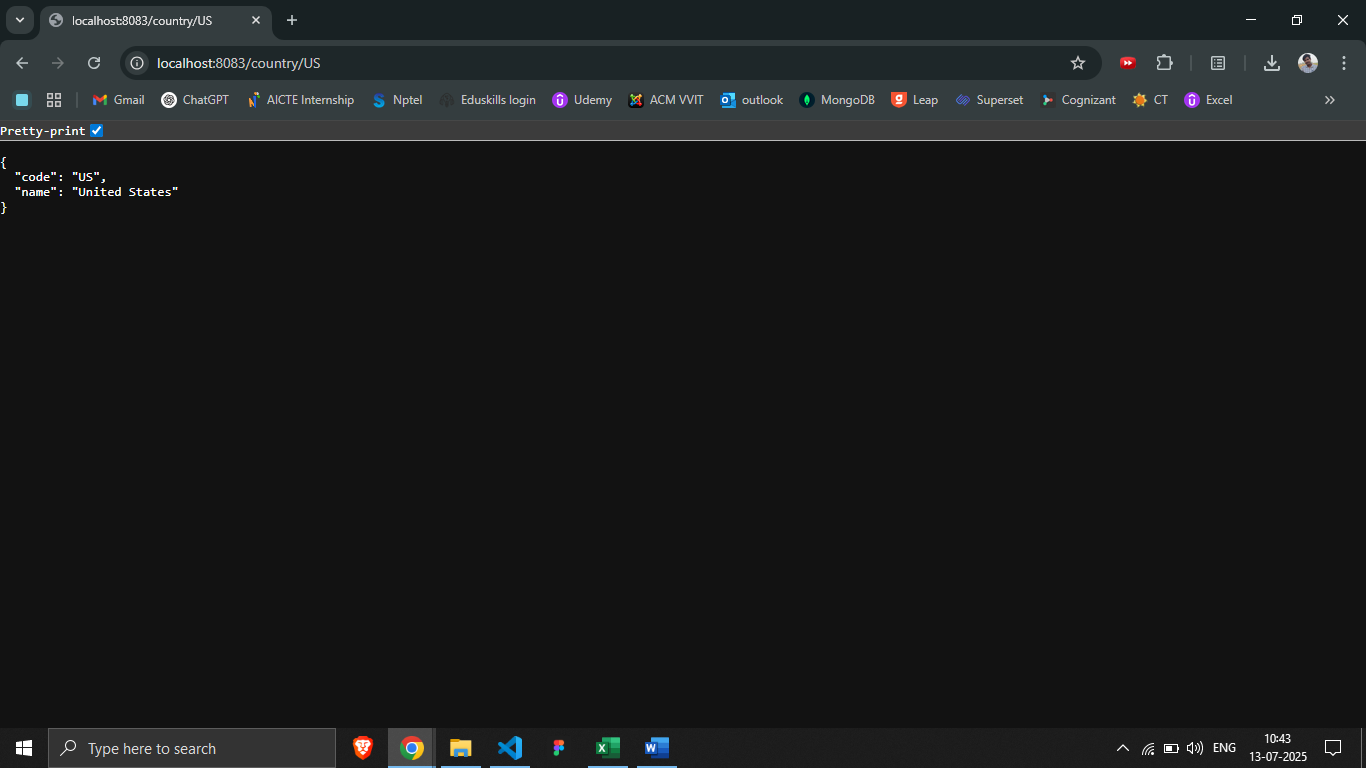 localhost:8083/country/US
localhost:8083/country/US
Gmail ChatGPT AICTE Internship Nptel Eduskills login Udemy ACM VVIT outlook MongoDB Leap Superset Cognizant CT Excel
Pretty-print
{
"code": "US",
"name": "United States"
}
Type here to search
ENG
10:43
13-07-2025